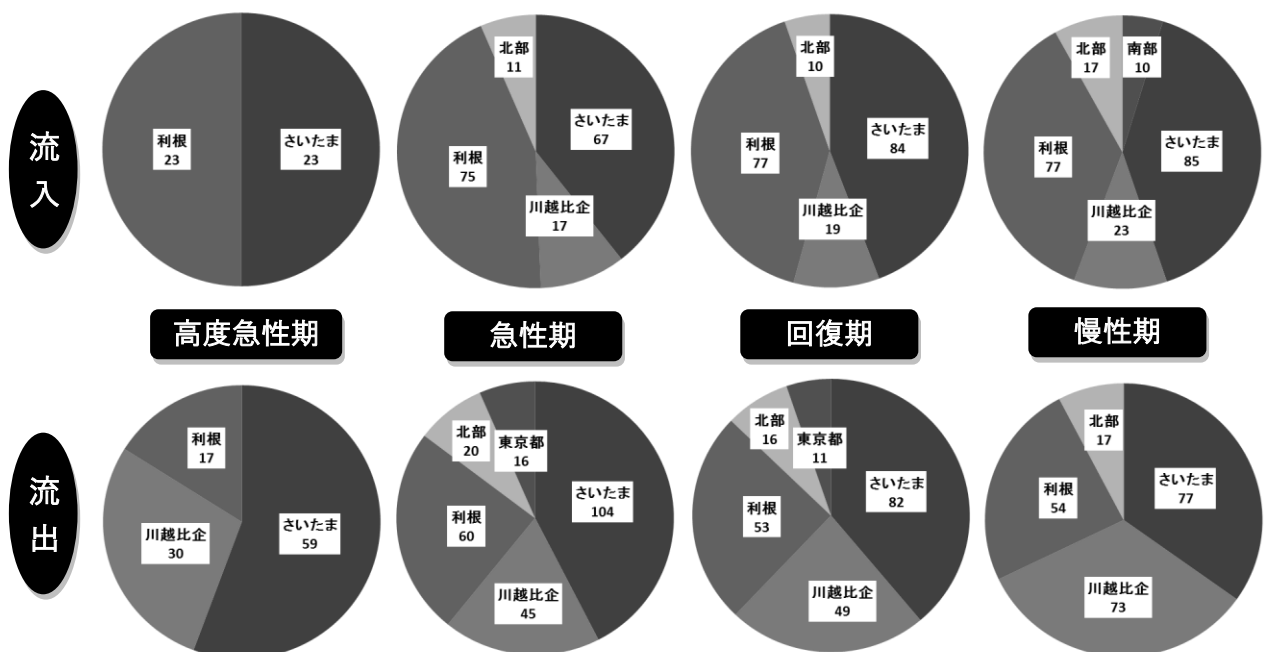 流入
北部
11
北部
10
北部
17
南部
10
利根
23
さいたま
23
さいたま
67
利根
75
川越比企
17
さいたま
84
利根
77
川越比企
19
さいたま
85
利根
77
川越比企
23
高度急性期
急性期
回復期
慢性期
流出
利根
17
川越比企
30
さいたま
59
北部
20
東京都
16
さいたま
104
利根
60
川越比企
45
北部
16
東京都
11
さいたま
82
利根
53
川越比企
49
北部
17
さいたま
77
利根
54
川越比企
73